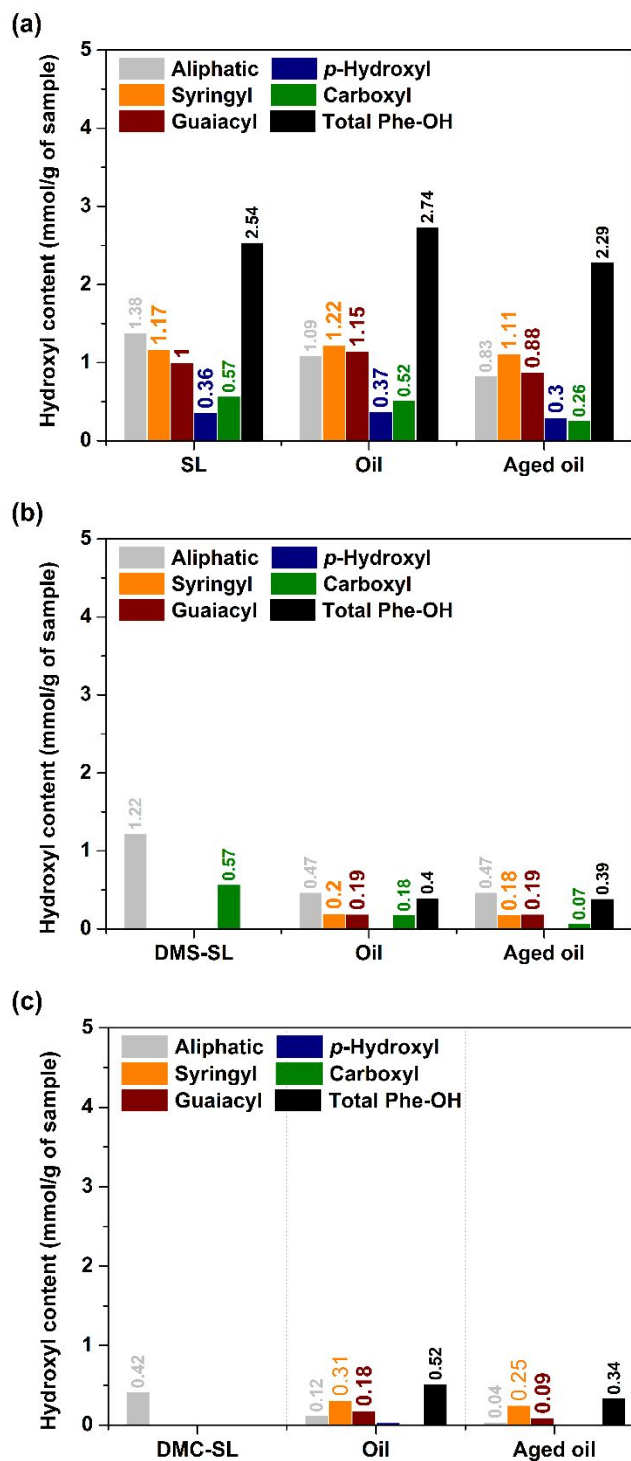 (a)
5
4
3
2
1
0
Hydroxyl content (mmol/g of sample)
Aliphatic p-Hydroxyl
Syringyl Carboxyl
Guaiacyl Total Phe-OH
1.38 1.17 1 0.36 0.57 2.54
1.09 1.22 1.15 0.37 0.52 2.74
0.83 1.11 0.88 0.3 0.26 2.29
SL Oil Aged oil
(b)
5
4
3
2
1
0
Hydroxyl content (mmol/g of sample)
Aliphatic p-Hydroxyl
Syringyl Carboxyl
Guaiacyl Total Phe-OH
1.22 0.57
0.47 0.2 0.19 0.18 0.4
0.47 0.18 0.19 0.07 0.39
DMS-SL Oil Aged oil
(c)
5
4
3
2
1
0
Hydroxyl content (mmol/g of sample)
Aliphatic p-Hydroxyl
Syringyl Carboxyl
Guaiacyl Total Phe-OH
0.42
0.12 0.31 0.18 0.52
0.04 0.25 0.09 0.34
DMC-SL Oil Aged oil